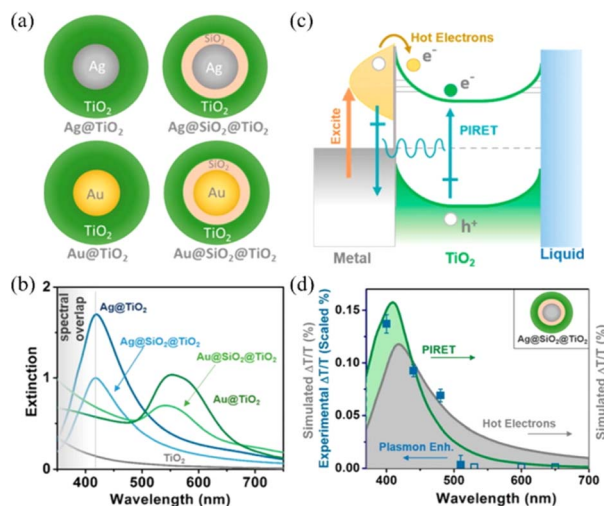 (a)
Ag
TiO2
Ag@TiO2
SiO2
Ag
TiO2
Ag@SiO2@TiO2
Au
TiO2
Au@TiO2
SiO2
Au
TiO2
Au@SiO2@TiO2
(b)
spectral
overlap
Ag@TiO2
Ag@SiO2@TiO2
Au@SiO2@TiO2
Au@TiO2
TiO2
Extinction
2
1
0
400 500 600 700
Wavelength (nm)
(c)
Hot Electrons
e-
e-
Excite
PIRET
h+
Metal
TiO2
Liquid
(d)
Simulated ΔT/T (%)
Experimental ΔT/T (Scaled %)
0.15
0.10
0.05
0.00
Ag@SiO2@TiO2
PIRET
Hot Electrons
Plasmon Enh.
Simulated ΔT/T (%)
400 500 600 700
Wavelength (nm)